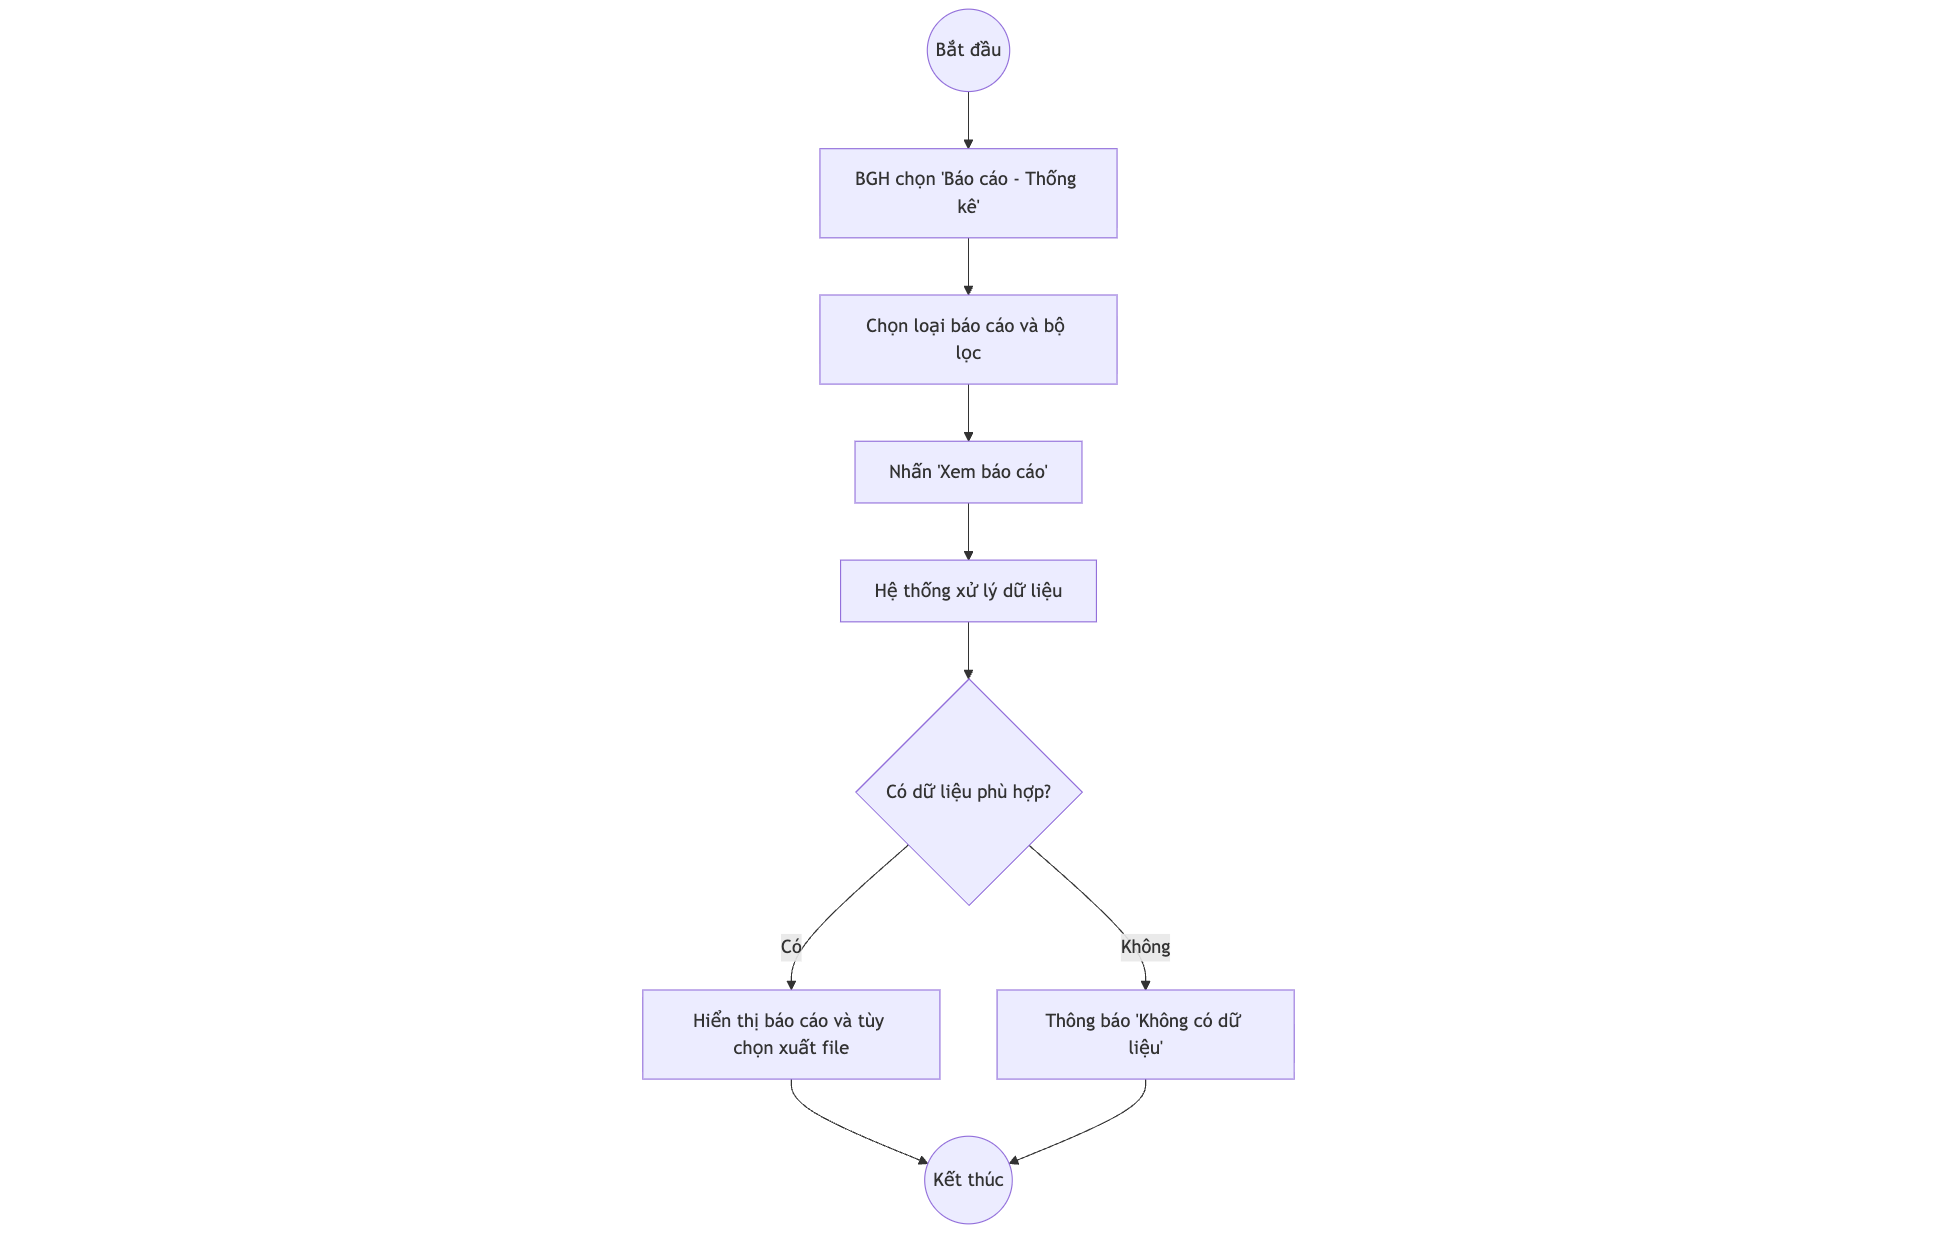 Bắt đầu
BGH chọn 'Báo cáo - Thống
kê'
Chọn loại báo cáo và bộ
lọc
Nhấn 'Xem báo cáo'
Hệ thống xử lý dữ liệu
Có dữ liệu phù hợp?
Có
Không
Hiển thị báo cáo và tùy
chọn xuất file
Thông báo 'Không có dữ
liệu'
Kết thúc